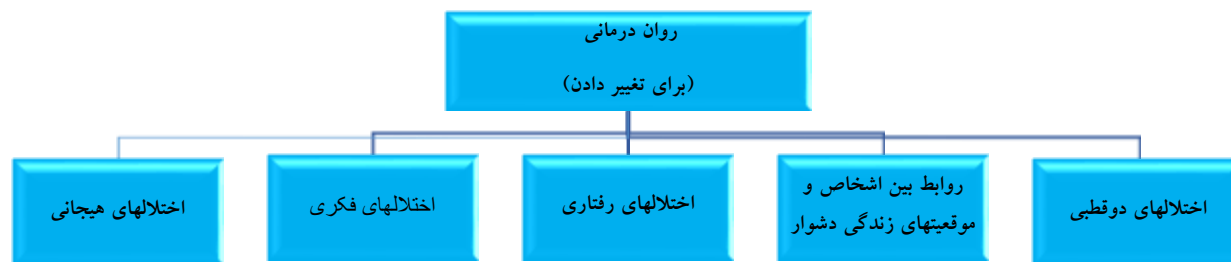 روان درمانی
(برای تغییر دادن)
اختلالهای دوقطبی
روابط بین اشخاص و
موقعیتهای زندگی دشوار
اختلالهای رفتاری
اختلالهای فکری
اختلالهای هیجانی